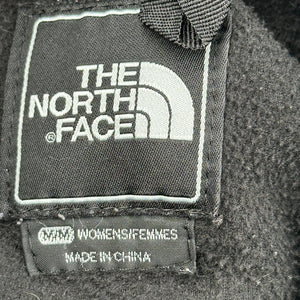 THE
NORTH
®FACE
M/M WOMENS/FEMMES
MADE IN CHINA